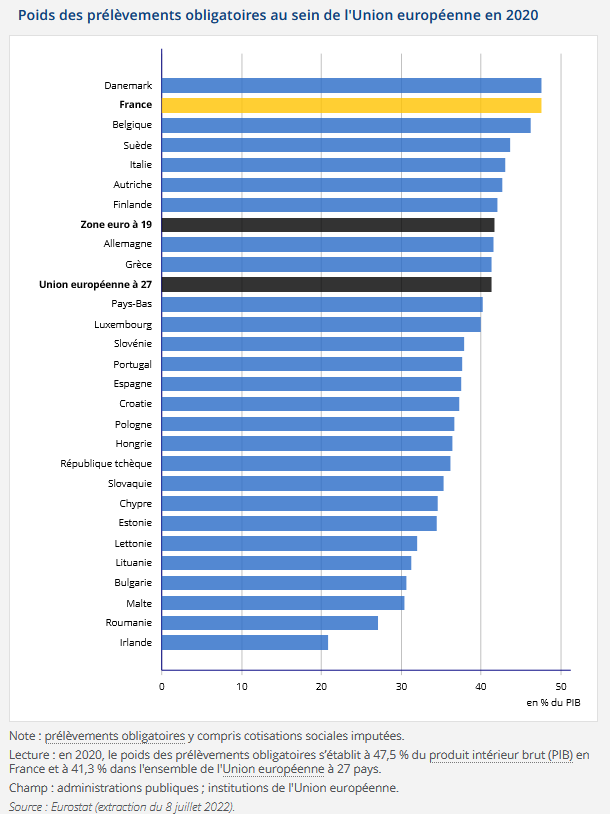 Poids des prélèvements obligatoires au sein de l'Union européenne en 2020
Danemark
France
Belgique
Suède
Italie
Autriche
Finlande
Zone euro à 19
Allemagne
Grèce
Union européenne à 27
Pays-Bas
Luxembourg
Slovénie
Portugal
Espagne
Croatie
Pologne
Hongrie
République tchèque
Slovaquie
Chypre
Estonie
Lettonie
Lituanie
Bulgarie
Malte
Roumanie
Irlande
0 10 20 30 40 50
en % du PIB
Note : prélèvements obligatoires y compris cotisations sociales imputées.
Lecture : en 2020, le poids des prélèvements obligatoires s’établit à 47,5 % du produit intérieur brut (PIB) en
France et à 41,3 % dans l'ensemble de l'Union européenne à 27 pays.
Champ : administrations publiques ; institutions de l'Union européenne.
Source : Eurostat (extraction du 8 juillet 2022).